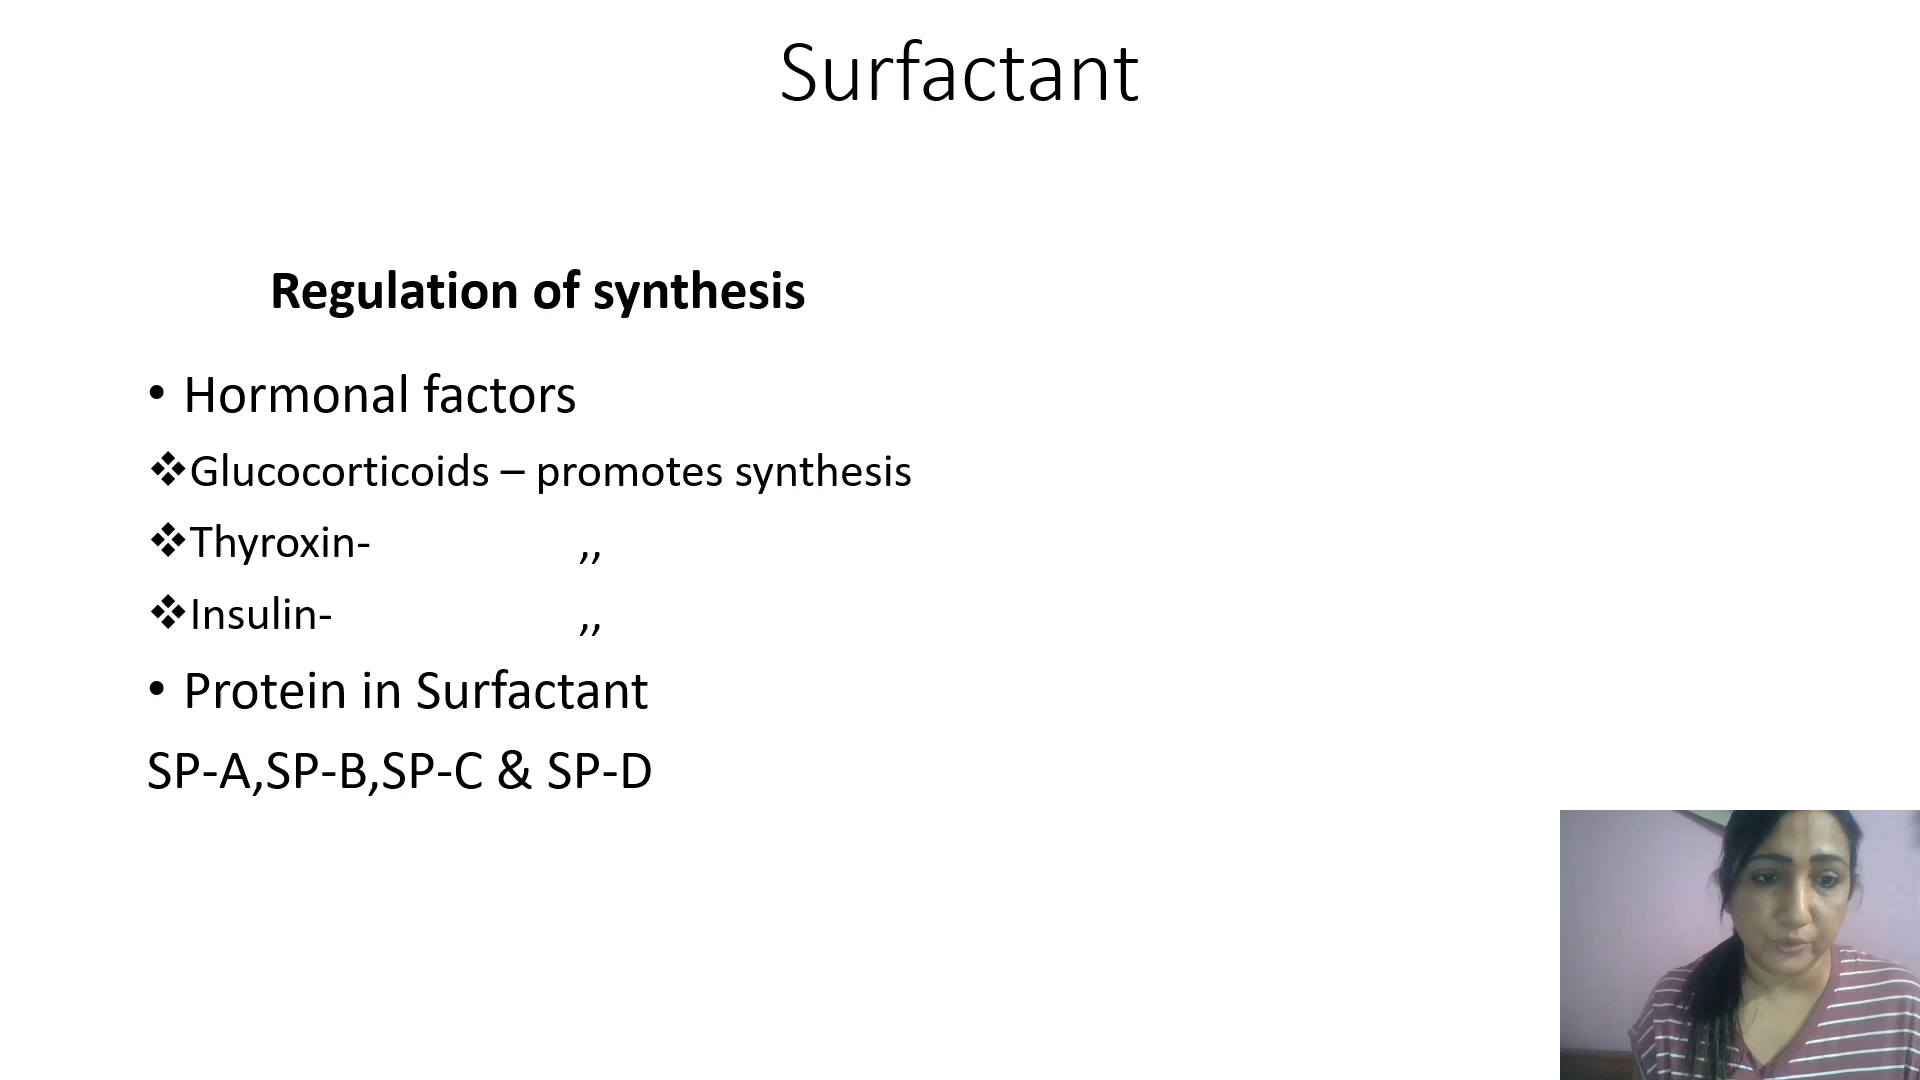 Surfactant
Regulation of synthesis
• Hormonal factors
❖Glucocorticoids – promotes synthesis
❖Thyroxin- ,,
❖Insulin- ,,
• Protein in Surfactant
SP-A,SP-B,SP-C & SP-D